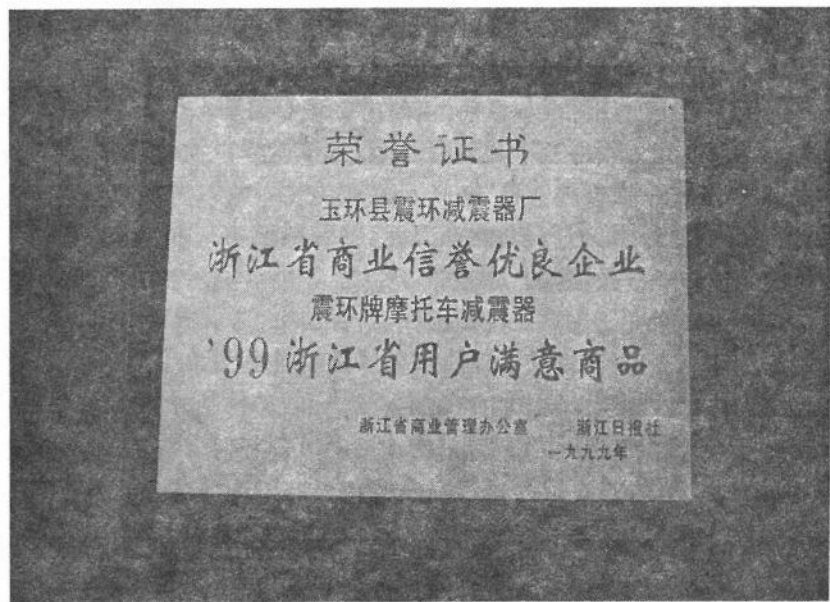 荣誉证书
玉环县震环减震器厂
浙江省商业信誉优良企业
震环牌摩托车减震器
'99浙江省用户满意商品
浙江省商业管理办公室 浙江日报社
一九九九年